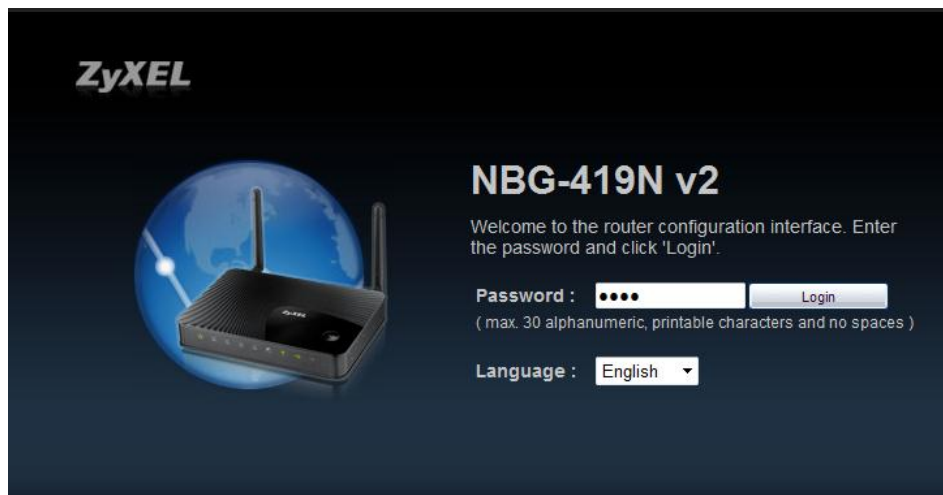 ZyXEL
NBG-419N v2
Welcome to the router configuration interface. Enter
the password and click 'Login'.
Password : ●●●● Login
( max. 30 alphanumeric, printable characters and no spaces )
Language : English
ZyXEL